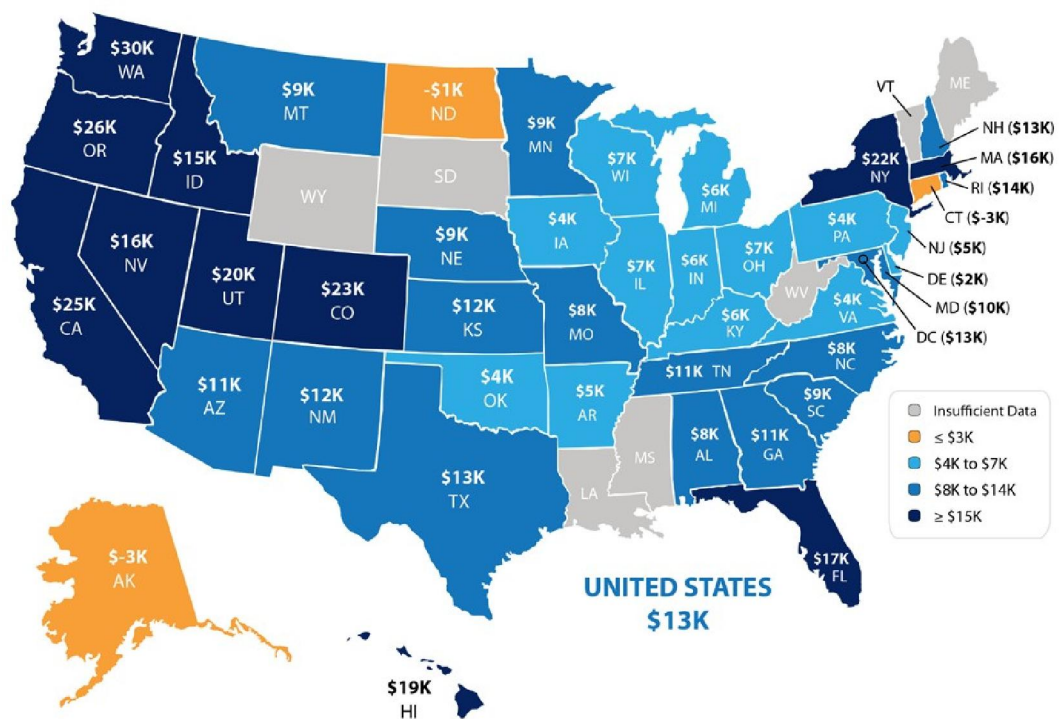 $30K
WA
$26K
OR
$15K
ID
$9K
MT
-$1K
ND
$9K
MN
VT
ME
WY
SD
$7K
WI
$6K
MI
$22K
NY
NH ($13K)
MA ($16K)
RI ($14K)
CT ($-3K)
$16K
NV
$20K
UT
$23K
CO
$9K
NE
$4K
IA
$7K
IL
$6K
IN
$7K
OH
$4K
PA
NJ ($5K)
DE ($2K)
MD ($10K)
DC ($13K)
$25K
CA
$12K
KS
$8K
MO
$6K
KY
WV
$4K
VA
$11K
AZ
$12K
NM
$4K
OK
$5K
AR
$11K TN
$8K
NC
$9K
SC
$13K
TX
LA
MS
$8K
AL
$11K
GA
$17K
FL
Insufficient Data
≤ $3K
$4K to $7K
$8K to $14K
≥ $15K
$-3K
AK
$19K
HI
UNITED STATES
$13K